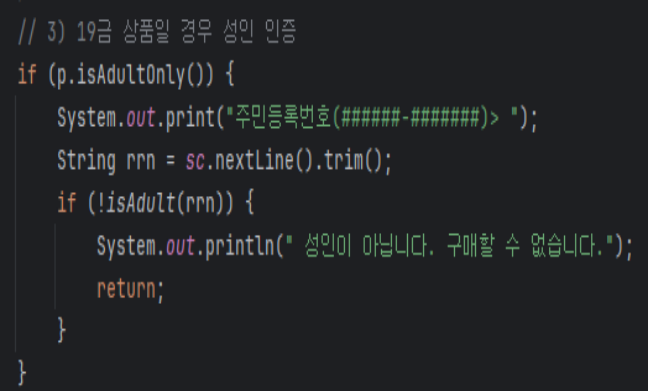 // 3) 19금 상품일 경우 성인 인증
if (p.isAdultOnly()) {
System.out.print("주민등록번호(######-#######)> ");
String rrn = sc.nextLine().trim();
if (!isAdult(rrn)) {
System.out.println(" 성인이 아닙니다. 구매할 수 없습니다.");
return;
}
}